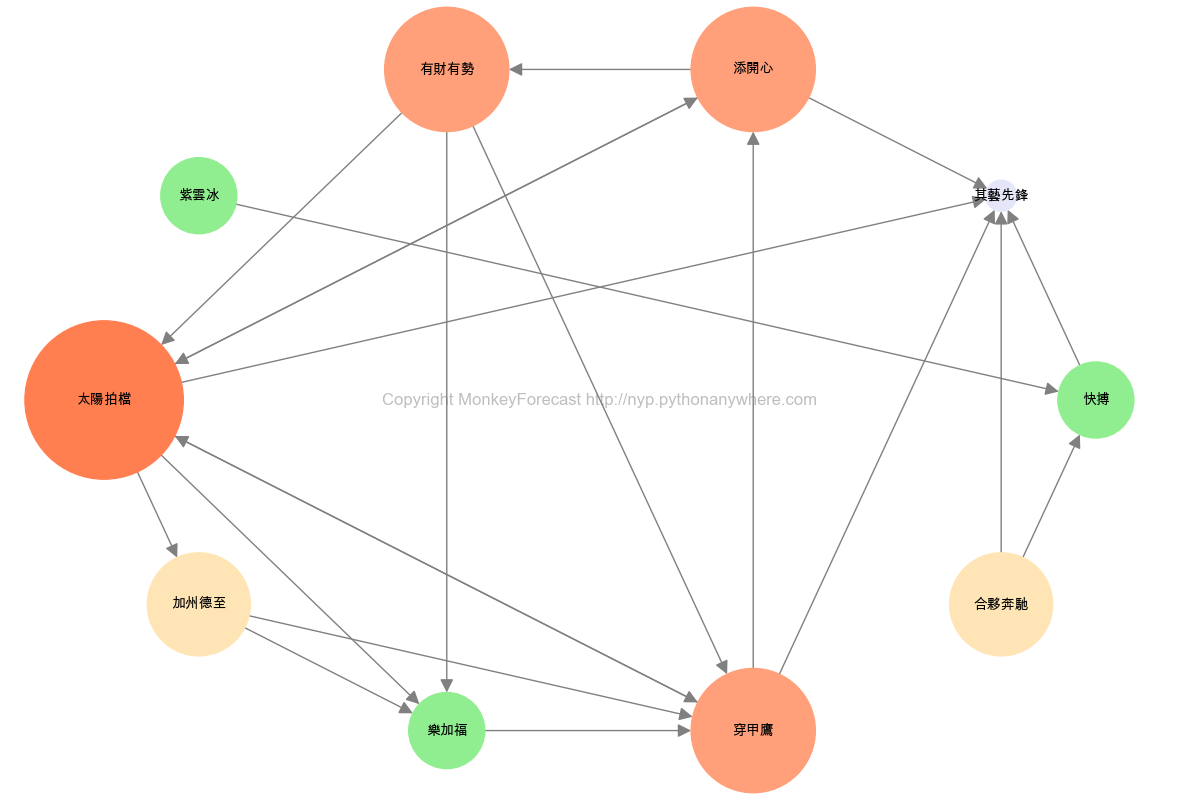 有財有勢
添開心
紫雲冰
其藝先鋒
太陽拍檔
Copyright MonkeyForecast http://nyp.pythonanywhere.com
快搏
加州德至
合夥奔馳
樂加福
穿甲鷹